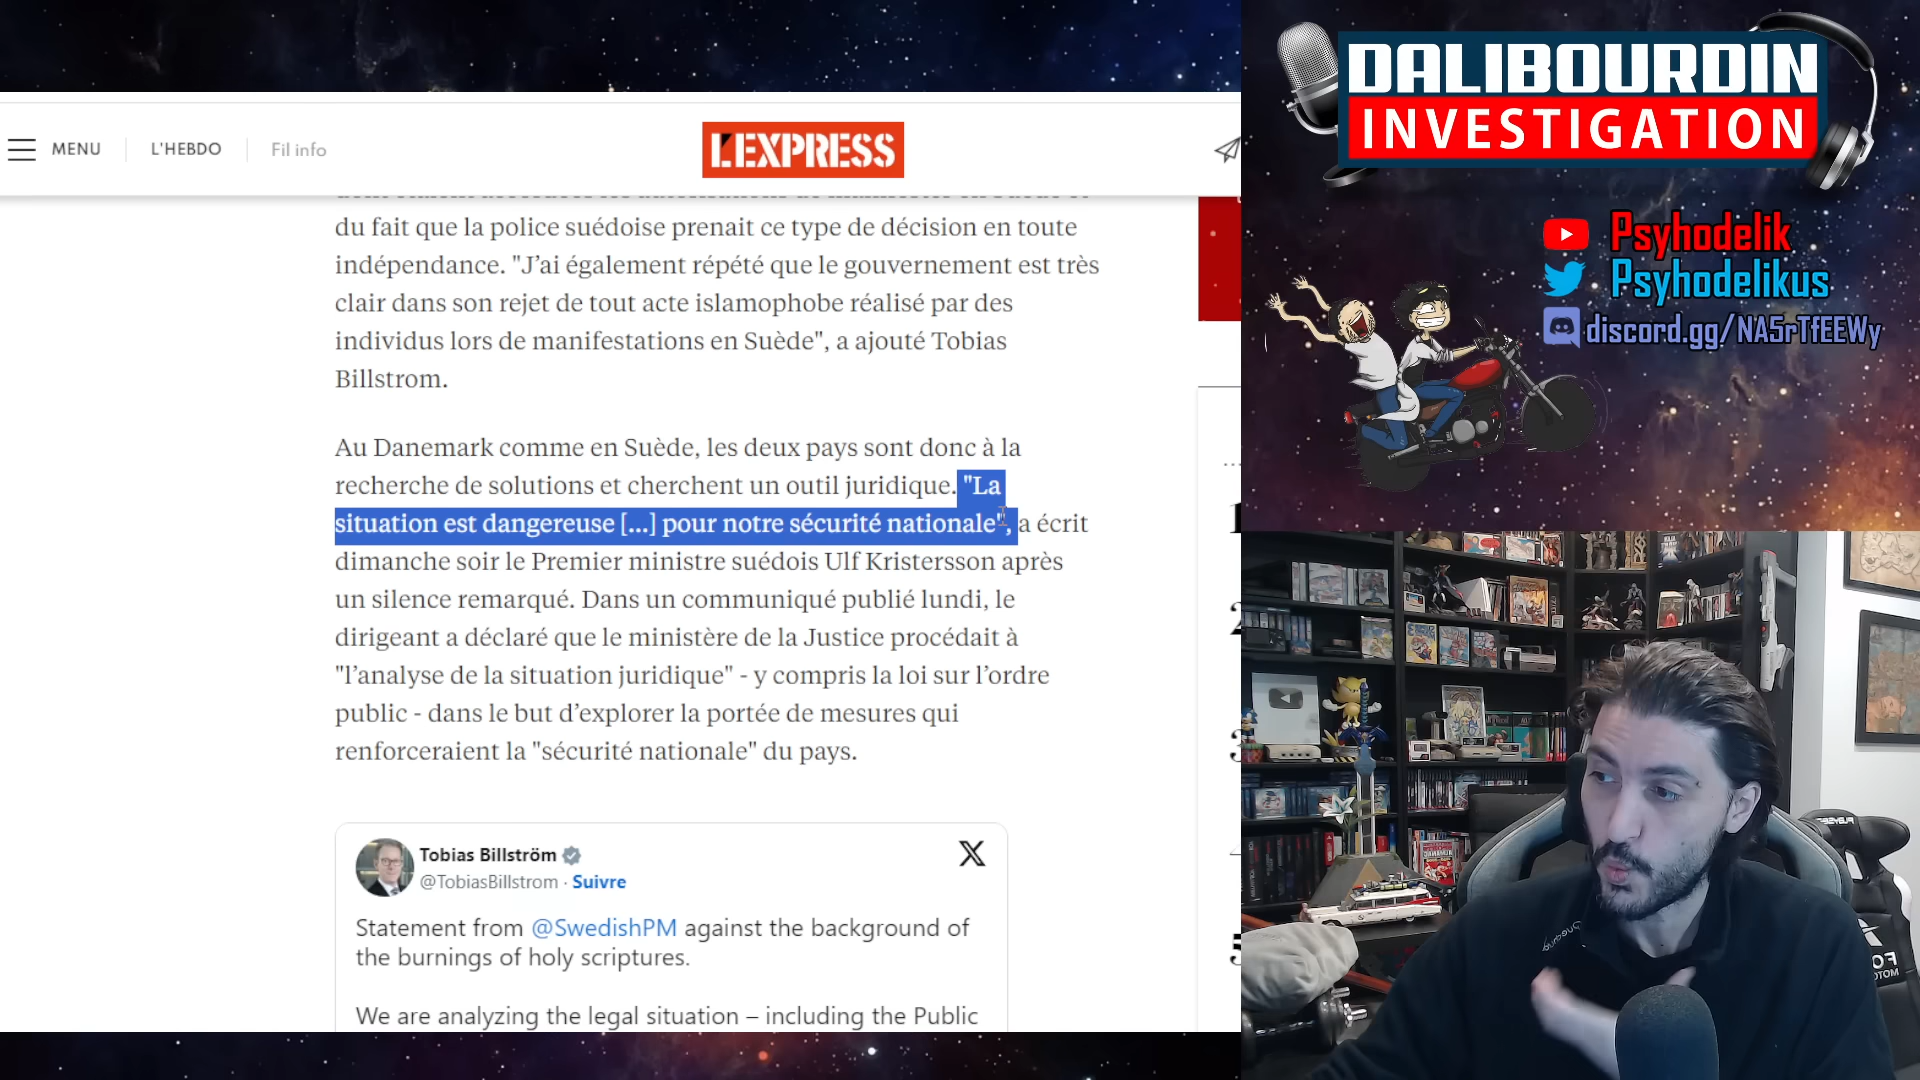 MENU
L'HEBDO
Fil info
L'EXPRESS
du fait que la police suédoise prenait ce type de décision en toute
indépendance. "J’ai également répété que le gouvernement est très
clair dans son rejet de tout acte islamophobe réalisé par des
individus lors de manifestations en Suède", a ajouté Tobias
Billstrom.
Au Danemark comme en Suède, les deux pays sont donc à la
recherche de solutions et cherchent un outil juridique. "La
situation est dangereuse [...] pour notre sécurité nationale", a écrit
dimanche soir le Premier ministre suédois Ulf Kristersson après
un silence remarqué. Dans un communiqué publié lundi, le
dirigeant a déclaré que le ministère de la Justice procédait à
"l’analyse de la situation juridique" - y compris la loi sur l’ordre
public - dans le but d’explorer la portée de mesures qui
renforceraient la "sécurité nationale" du pays.
Tobias Billström
@TobiasBillstrom · Suivre
Statement from @SwedishPM against the background of
the burnings of holy scriptures.
We are analyzing the legal situation – including the Public
DALIBOURDIN
INVESTIGATION
Psyhodelik
Psyhodelikus
discord.gg/NA5rTfEEWy